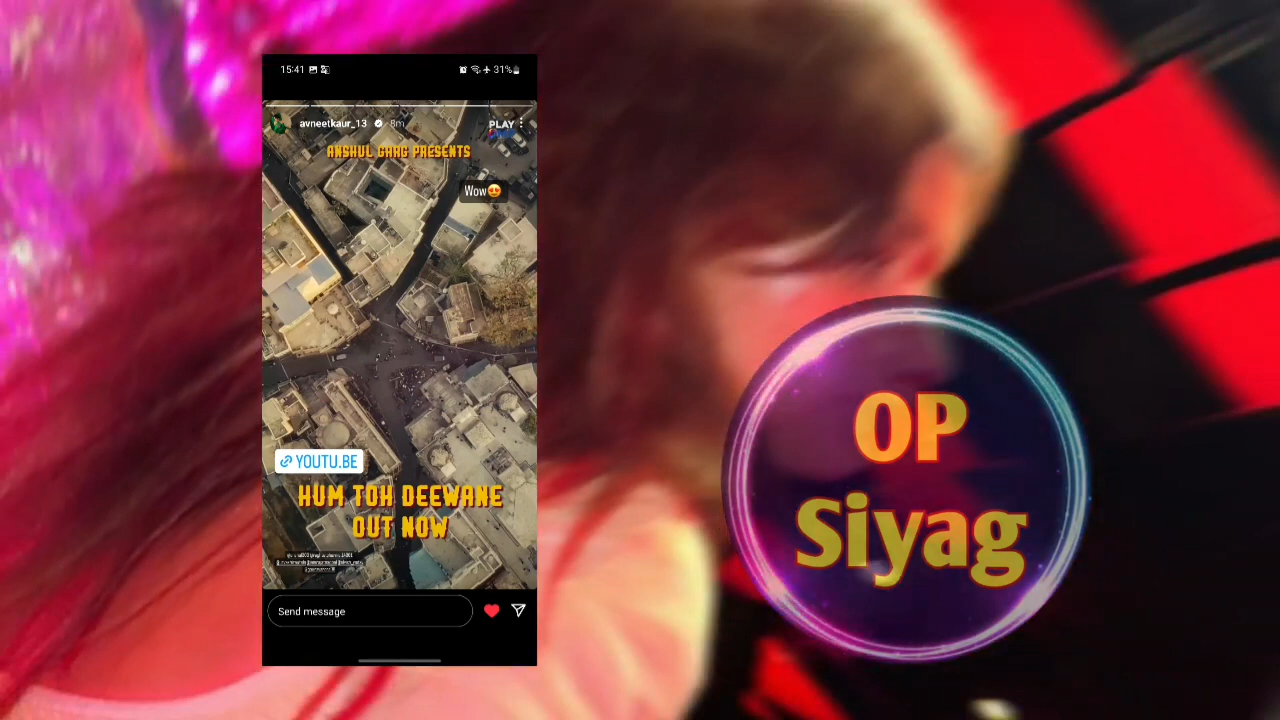 15:41
31%
avneetkaur_13 8m
PLAY
ANSHUL GARG PRESENTS
Wow😍
YOUTU.BE
HUM TOH DEEWANE
OUT NOW
Send message
OP
Siyag